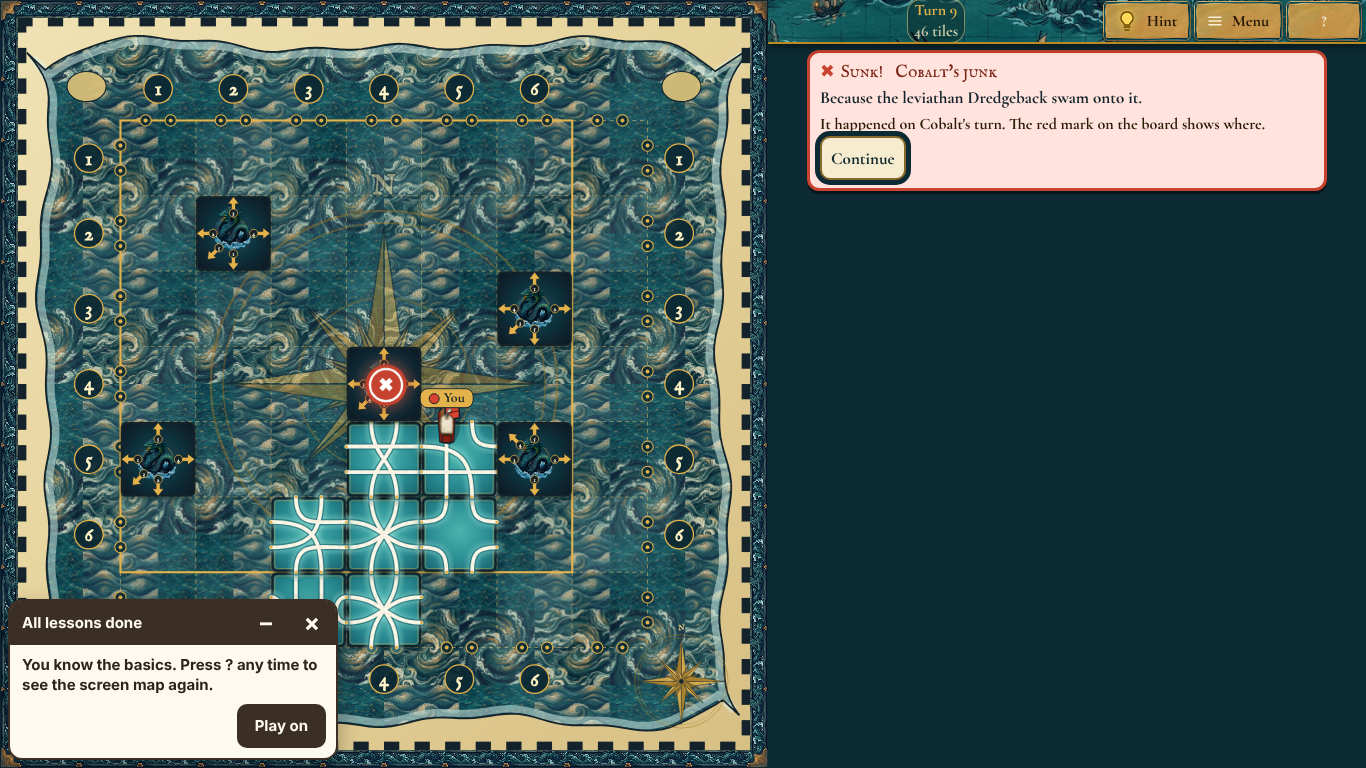 Turn 9
46 tiles
Hint
Menu
?
✖ Sunk! Cobalt's junk
Because the leviathan Dredgeback swam onto it.
It happened on Cobalt's turn. The red mark on the board shows where.
Continue
1 2 3 4 5 6
N
1 1
2 2
3 3
4 4
You
5 5
6 6
N
4 5 6
All lessons done
You know the basics. Press ? any time to
see the screen map again.
Play on